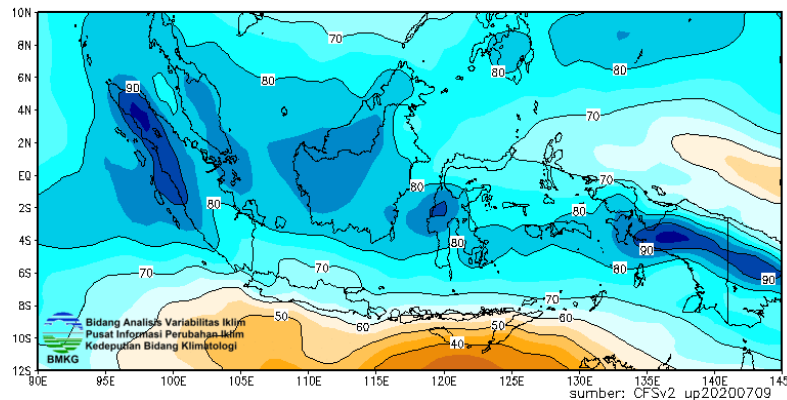 10N
8N
6N
4N
2N
EQ
2S
4S
6S
8S
10S
12S
90E 95E 100E 105E 110E 115E 120E 125E 130E 135E 140E 145
70
80
80
80
90
70
80
70
80
80
80
90
80
90
70
70
70
60
50
60
50
40
Bidang Analisis Variabilitas Iklim
Pusat Informasi Perubahan Iklim
Kedeputian Bidang Klimatologi
BMKG
sumber: CFSv2 up20200709